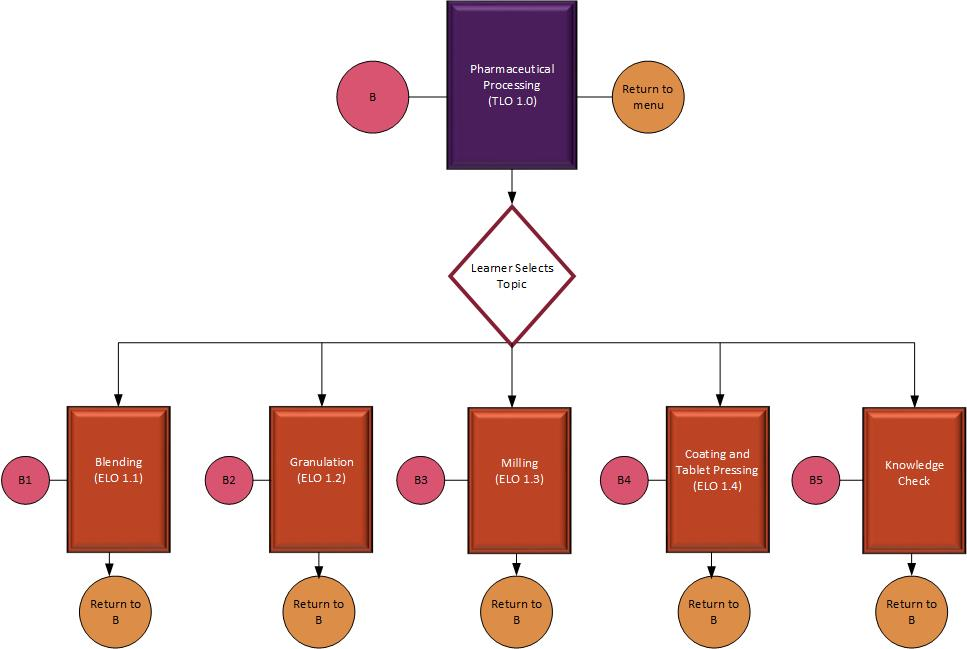 Pharmaceutical
Processing
(TLO 1.0)
B
Return to
menu
Learner Selects
Topic
B1
Blending
(ELO 1.1)
B2
Granulation
(ELO 1.2)
B3
Milling
(ELO 1.3)
B4
Coating and
Tablet Pressing
(ELO 1.4)
B5
Knowledge
Check
Return to
B
Return to
B
Return to
B
Return to
B
Return to
B